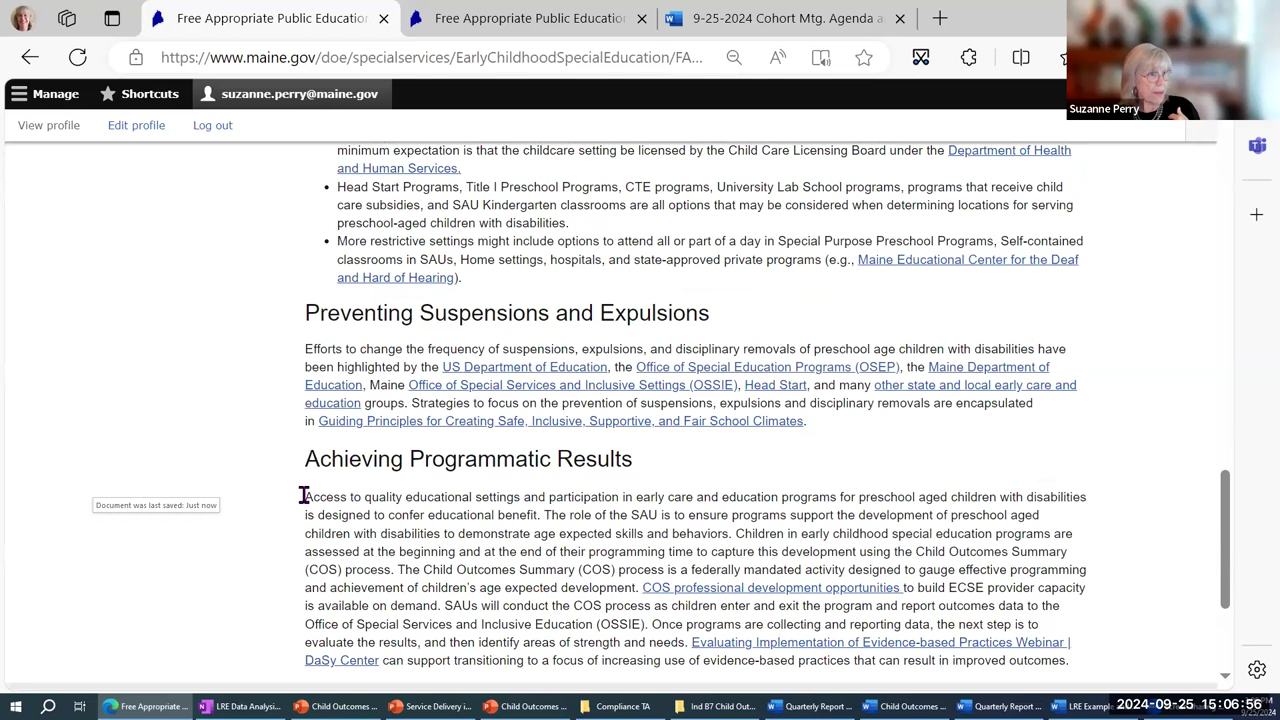 Free Appropriate Public Education
Free Appropriate Public Educatio
9-25-2024 Cohort Mtg. Agenda a
https://www.maine.gov/doe/specialservices/EarlyChildhoodSpecialEducation/FA...
Manage
Shortcuts
suzanne.perry@maine.gov
Suzanne Perry
View profile
Edit profile
Log out
minimum expectation is that the childcare setting be licensed by the Child Care Licensing Board under the Department of Health
and Human Services.
• Head Start Programs, Title I Preschool Programs, CTE programs, University Lab School programs, programs that receive child
care subsidies, and SAU Kindergarten classrooms are all options that may be considered when determining locations for serving
preschool-aged children with disabilities.
• More restrictive settings might include options to attend all or part of a day in Special Purpose Preschool Programs, Self-contained
classrooms in SAUs, Home settings, hospitals, and state-approved private programs (e.g., Maine Educational Center for the Deaf
and Hard of Hearing).
Preventing Suspensions and Expulsions
Efforts to change the frequency of suspensions, expulsions, and disciplinary removals of preschool age children with disabilities have
been highlighted by the US Department of Education, the Office of Special Education Programs (OSEP), the Maine Department of
Education, Maine Office of Special Services and Inclusive Settings (OSSIE), Head Start, and many other state and local early care and
education groups. Strategies to focus on the prevention of suspensions, expulsions and disciplinary removals are encapsulated
in Guiding Principles for Creating Safe, Inclusive, Supportive, and Fair School Climates.
Achieving Programmatic Results
Document was last saved: Just now
Access to quality educational settings and participation in early care and education programs for preschool aged children with disabilities
is designed to confer educational benefit. The role of the SAU is to ensure programs support the development of preschool aged
children with disabilities to demonstrate age expected skills and behaviors. Children in early childhood special education programs are
assessed at the beginning and at the end of their programming time to capture this development using the Child Outcomes Summary
(COS) process. The Child Outcomes Summary (COS) process is a federally mandated activity designed to gauge effective programming
and achievement of children's age expected development. COS professional development opportunities to build ECSE provider capacity
is available on demand. SAUs will conduct the COS process as children enter and exit the program and report outcomes data to the
Office of Special Services and Inclusive Education (OSSIE). Once programs are collecting and reporting data, the next step is to
evaluate the results, and then identify areas of strength and needs. Evaluating Implementation of Evidence-based Practices Webinar |
DaSy Center can support transitioning to a focus of increasing use of evidence-based practices that can result in improved outcomes.
Free Appropriate ...
LRE Data Analysi...
Child Outcomes ...
Service Delivery i...
Child Outcomes ...
Compliance TA
Ind B7 Child Out...
Quarterly Report ...
Child Outcomes ...
Quarterly Report ...
LRE Example
2024-09-25 15:06:56